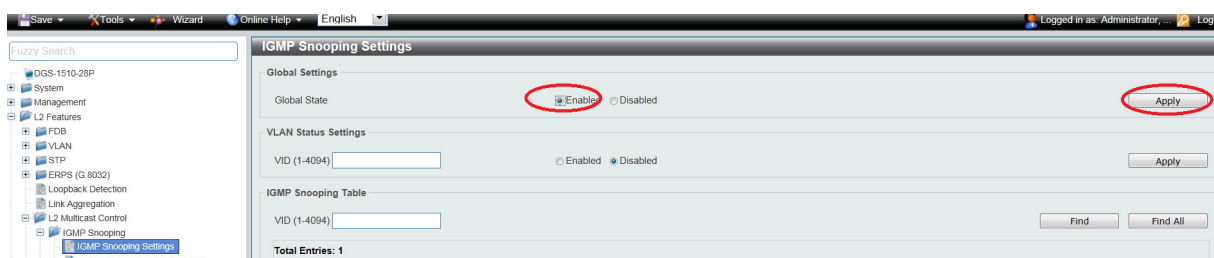 Save Tools Wizard Online Help English Logged in as: Administrator, ... Log
Fuzzy Search
DGS-1510-28P
System
Management
L2 Features
FDB
VLAN
STP
ERPS (G.8032)
Loopback Detection
Link Aggregation
L2 Multicast Control
IGMP Snooping
IGMP Snooping Settings
IGMP Snooping Settings
Global Settings
Global State Enabled Disabled Apply
VLAN Status Settings
VID (1-4094) Enabled Disabled Apply
IGMP Snooping Table
VID (1-4094) Find Find All
Total Entries: 1